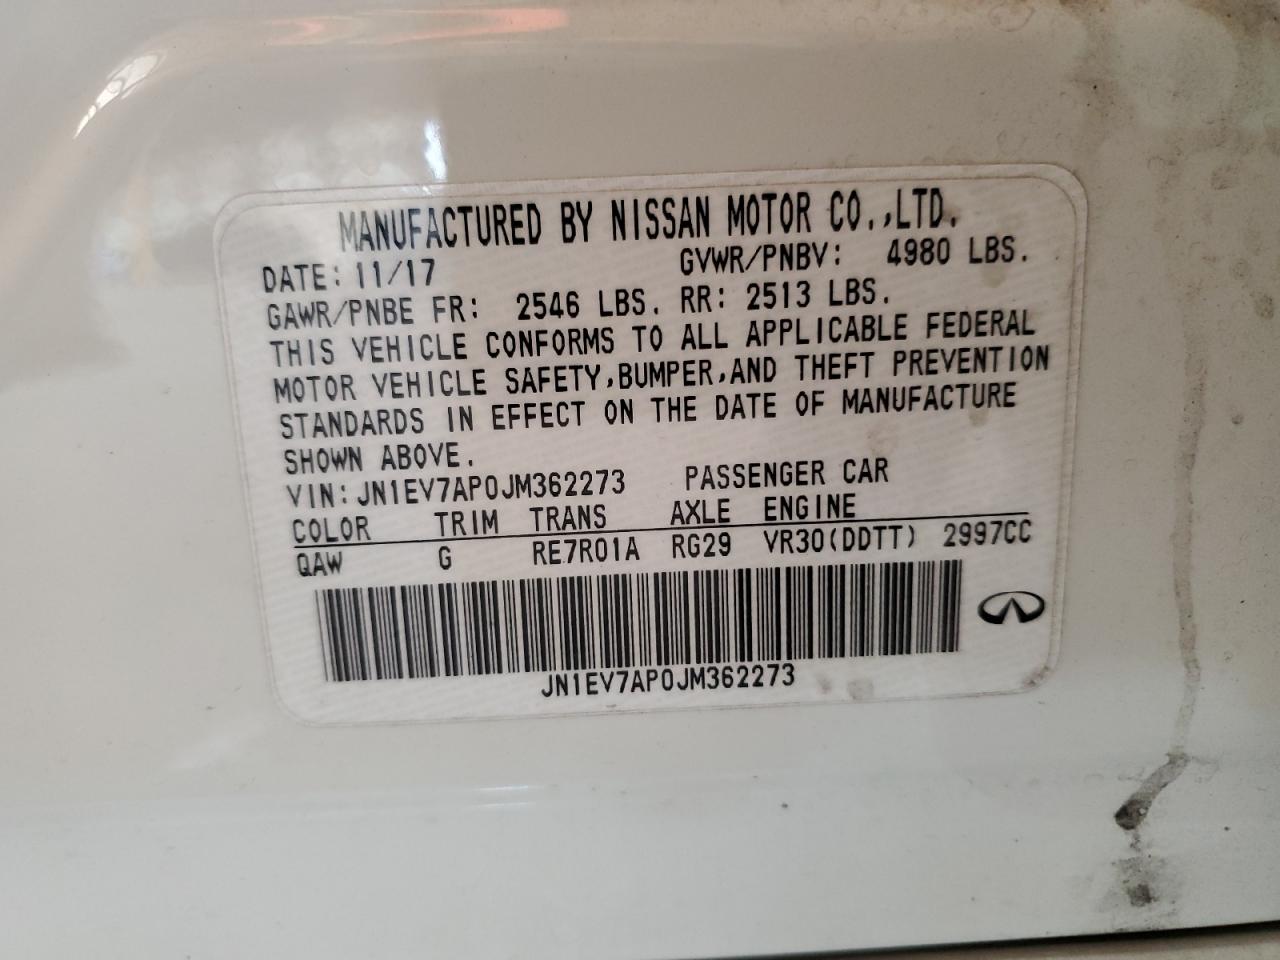 MANUFACTURED BY NISSAN MOTOR CO.,LTD.
DATE: 11/17 GVWR/PNBV: 4980 LBS.
GAWR/PNBE FR: 2546 LBS. RR: 2513 LBS.
THIS VEHICLE CONFORMS TO ALL APPLICABLE FEDERAL
MOTOR VEHICLE SAFETY,BUMPER,AND THEFT PREVENTION
STANDARDS IN EFFECT ON THE DATE OF MANUFACTURE
SHOWN ABOVE.
VIN: JN1EV7AP0JM362273 PASSENGER CAR
COLOR TRIM TRANS AXLE ENGINE
QAW G RE7R01A RG29 VR30(DDTT) 2997CC
JN1EV7AP0JM362273